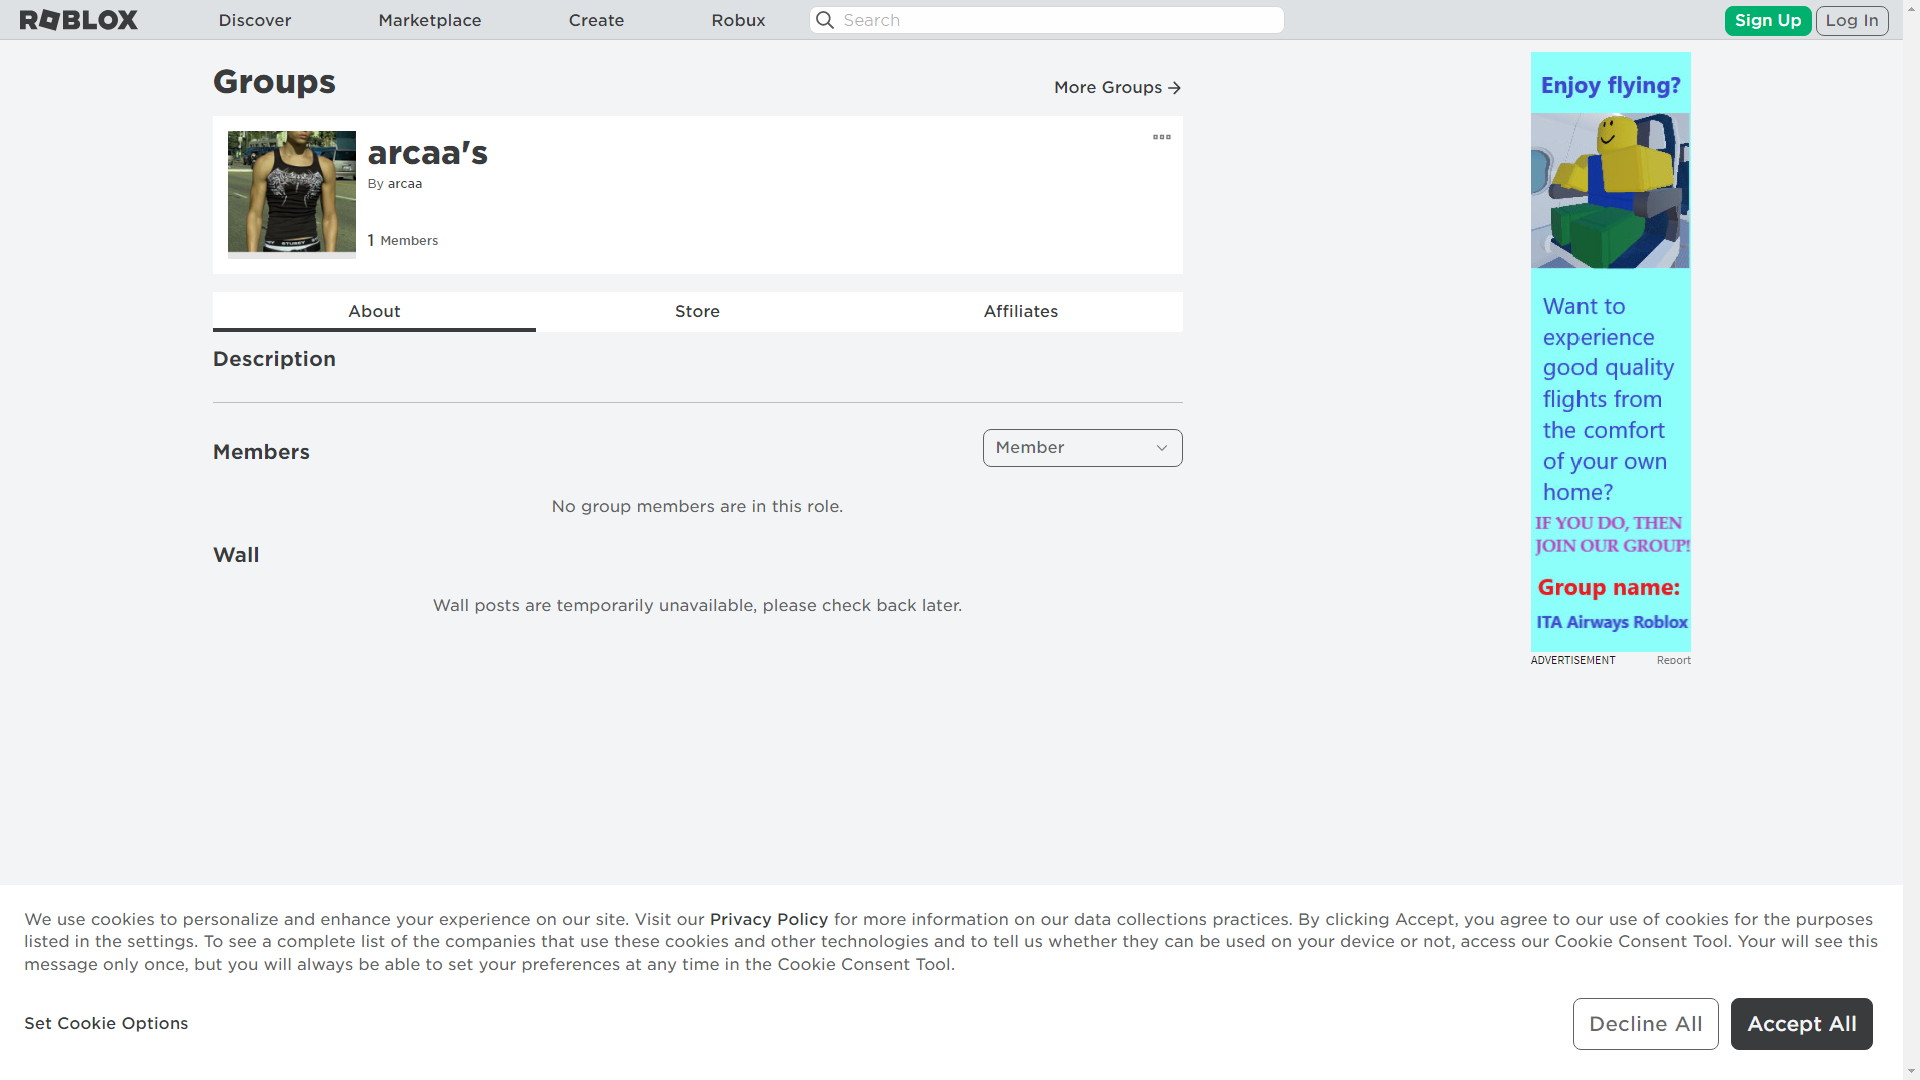 ROBLOX
Discover
Marketplace
Create
Robux
Search
Sign Up
Log In
Groups
More Groups
arcaa's
By arcaa
1 Members
About
Store
Affiliates
Description
Members
Member
No group members are in this role.
Wall
Wall posts are temporarily unavailable, please check back later.
Enjoy flying?
Want to
experience
good quality
flights from
the comfort
of your own
home?
IF YOU DO, THEN
JOIN OUR GROUP!
Group name:
ITA Airways Roblox
ADVERTISEMENT
Report
We use cookies to personalize and enhance your experience on our site. Visit our Privacy Policy for more information on our data collections practices. By clicking Accept, you agree to our use of cookies for the purposes
listed in the settings. To see a complete list of the companies that use these cookies and other technologies and to tell us whether they can be used on your device or not, access our Cookie Consent Tool. Your will see this
message only once, but you will always be able to set your preferences at any time in the Cookie Consent Tool.
Set Cookie Options
Decline All
Accept All